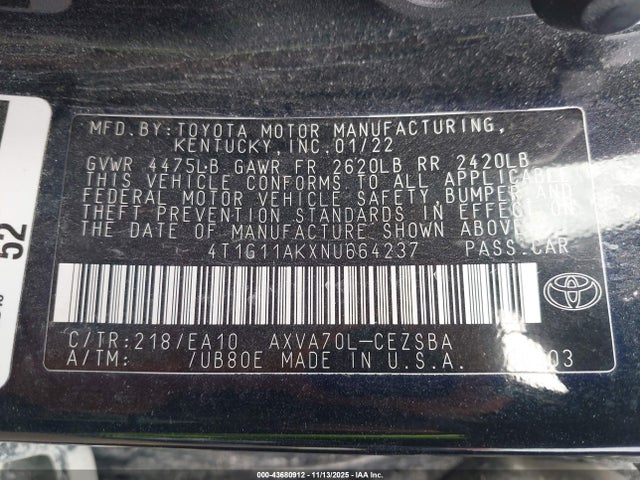 MFD.BY:TOYOTA MOTOR MANUFACTURING,
KENTUCKY,INC.01/22
GVWR 4475LB GAWR FR 2620LB RR 2420LB
THIS VEHICLE CONFORMS TO ALL APPLICABLE
FEDERAL MOTOR VEHICLE SAFETY,BUMPER,AND
THEFT PREVENTION STANDARDS IN EFFECT ON
THE DATE OF MANUFACTURE SHOWN ABOVE.
4T1G11AKXNU664237 PASS.CAR
C/TR:218/EA10 AXVA70L-CEZSBA
A/TM: /UB80E MADE IN U.S.A. 03
TOYOTA
52
000-43680912 - 11/13/2025 - IAA Inc.